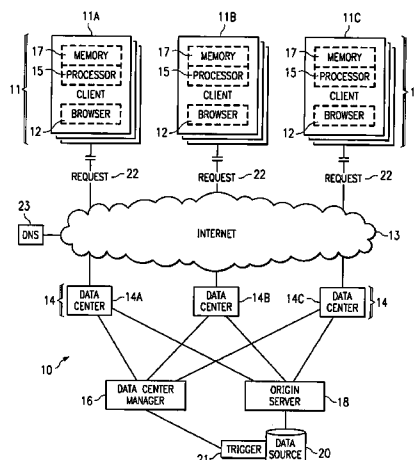 11A 11B 11C
17 MEMORY 17 MEMORY 17 MEMORY
15 PROCESSOR 15 PROCESSOR 15 PROCESSOR
11 CLIENT CLIENT CLIENT 1
12 BROWSER 12 BROWSER 12 BROWSER
REQUEST 22 REQUEST 22 REQUEST 22
23
DNS INTERNET 13
14 DATA CENTER 14A DATA CENTER 14B 14C DATA CENTER 14
10
16 DATA CENTER MANAGER ORIGIN SERVER 18
21 TRIGGER DATA SOURCE 20